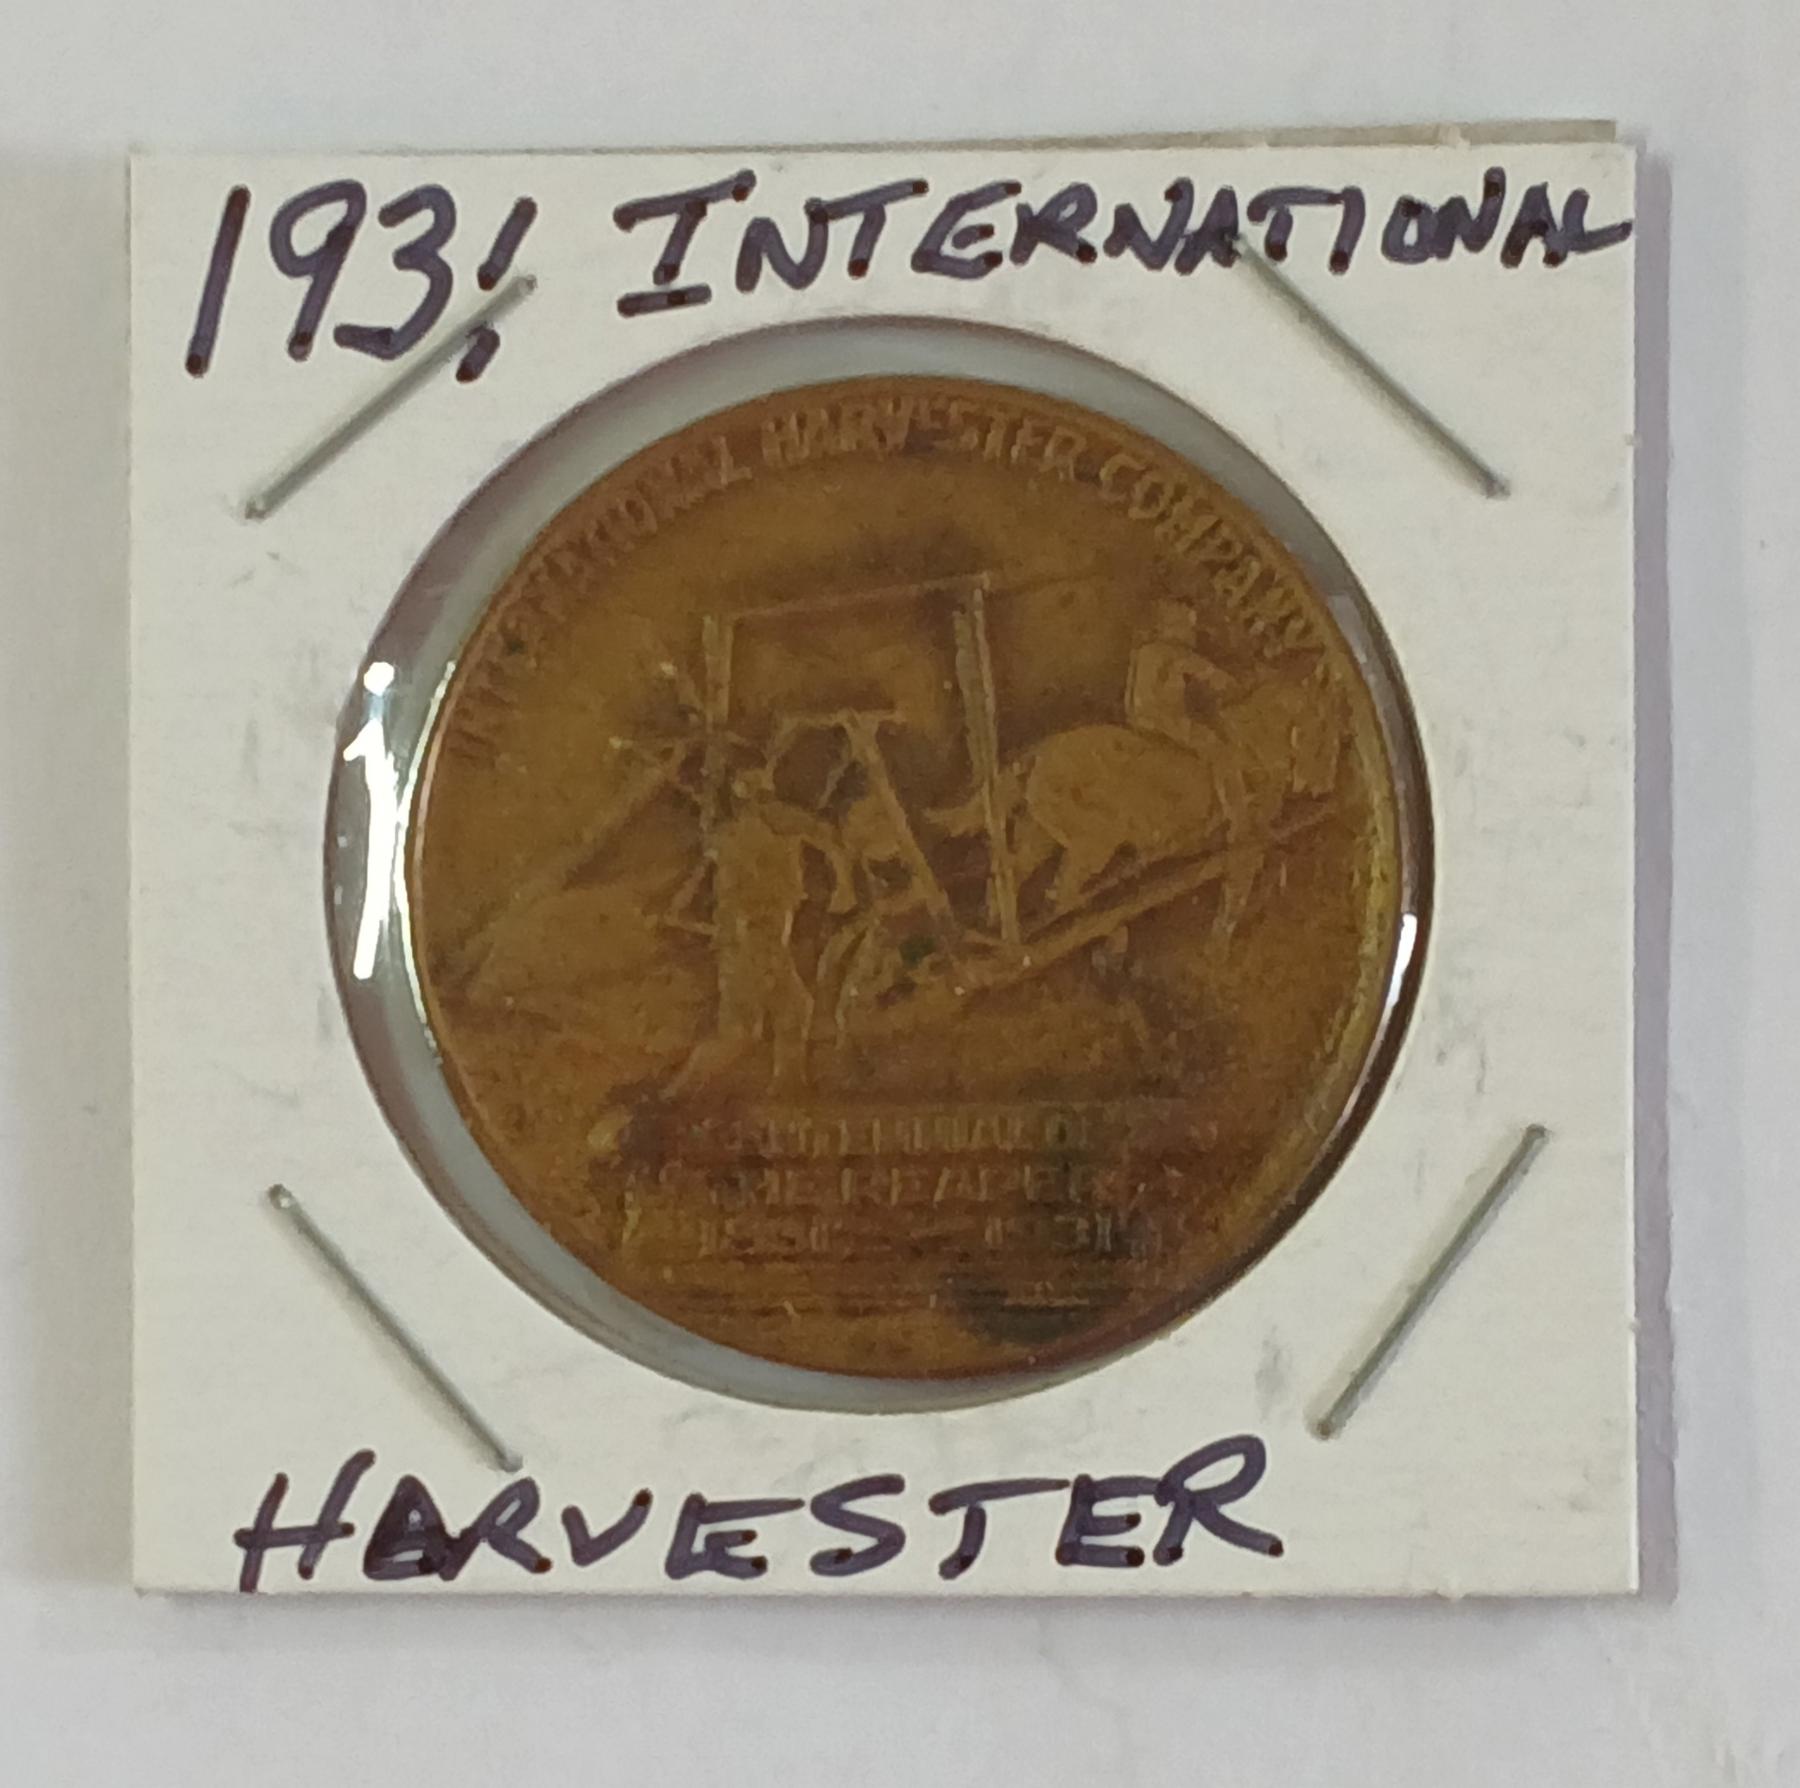 1931 INTERNATIONAL
INTERNATIONAL HARVESTER COMPANY
CENTENNIAL OF
THE REAPER
1831 - 1931
HARVESTER